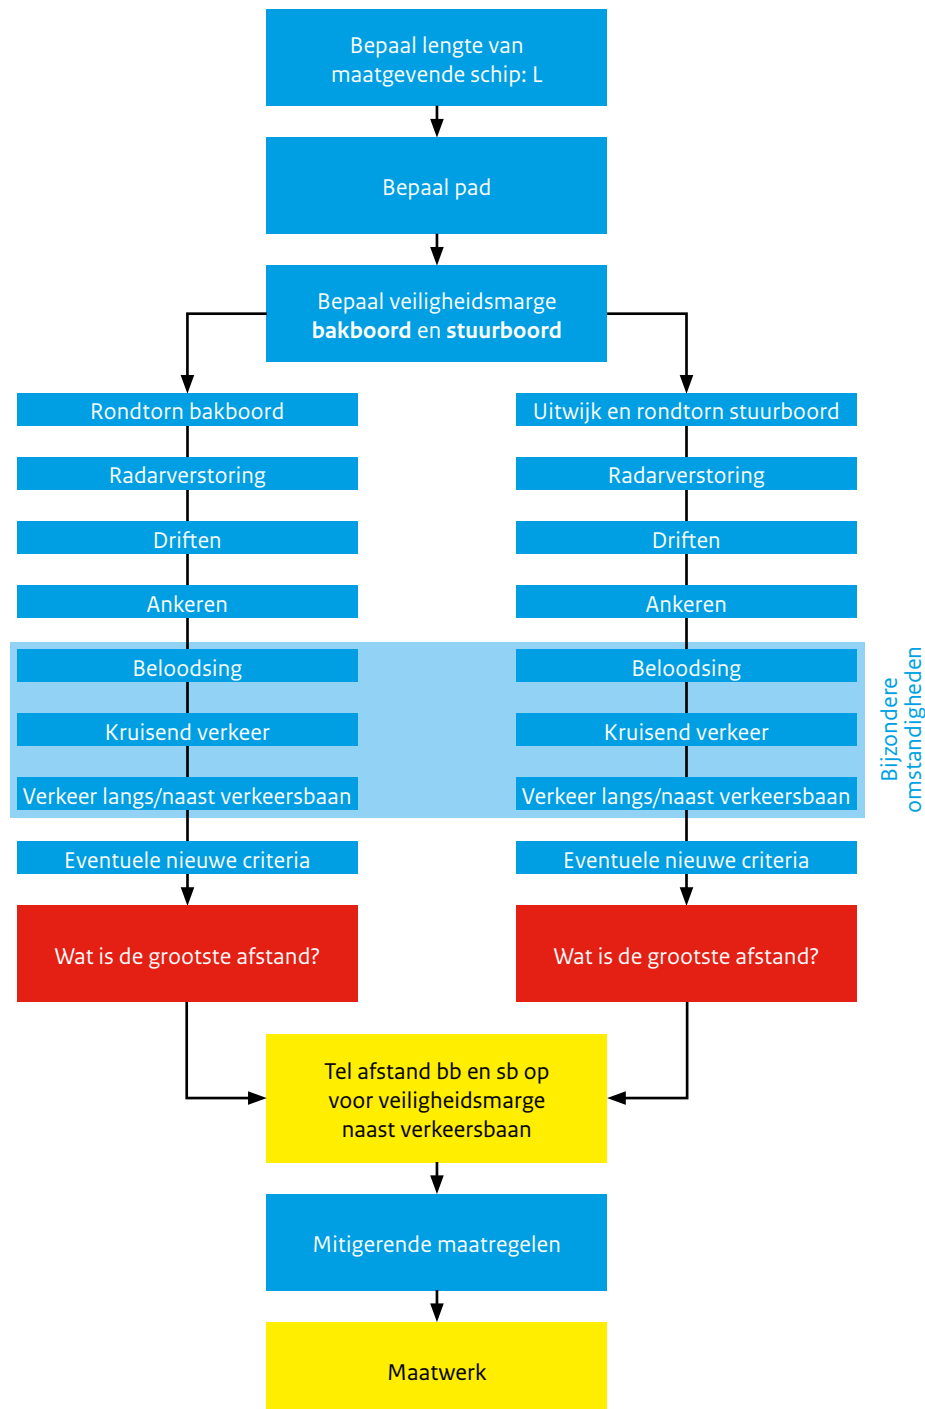 Bepaal lengte van
maatgevende schip: L
Bepaal pad
Bepaal veiligheidsmarge
bakboord en stuurboord
Rondtorn bakboord
Radarverstoring
Driften
Ankeren
Beloodsing
Kruisend verkeer
Verkeer langs/naast verkeersbaan
Eventuele nieuwe criteria
Wat is de grootste afstand?
Uitwijk en rondtorn stuurboord
Radarverstoring
Driften
Ankeren
Beloodsing
Kruisend verkeer
Verkeer langs/naast verkeersbaan
Eventuele nieuwe criteria
Wat is de grootste afstand?
Bijzondere
omstandigheden
Tel afstand bb en sb op
voor veiligheidsmarge
naast verkeersbaan
Mitigerende maatregelen
Maatwerk